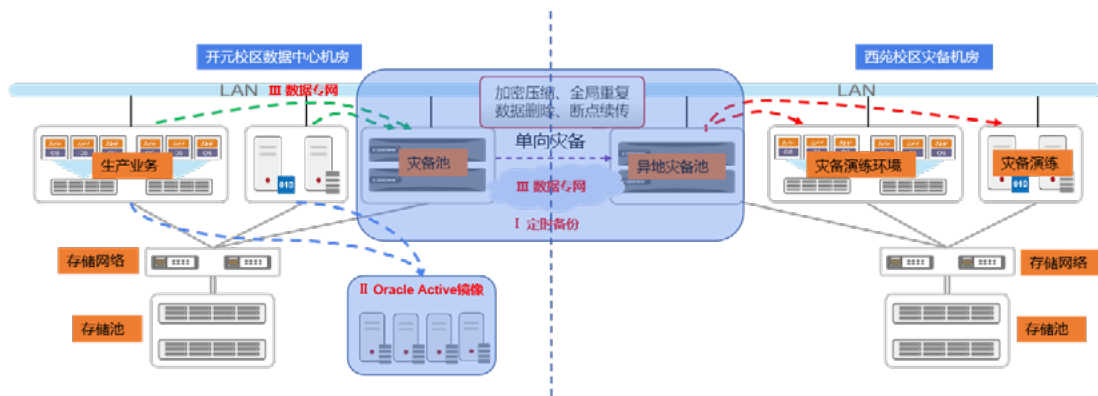 开元校区数据中心机房
西苑校区灾备机房
LAN
III 数据专网
LAN
加密压缩、全局重复
数据删除、断点续传
生产业务
灾备池
单向灾备
异地灾备池
灾备演练环境
灾备演练
III 数据专网
I 定时备份
存储网络
存储网络
II Oracle Active镜像
存储池
存储池